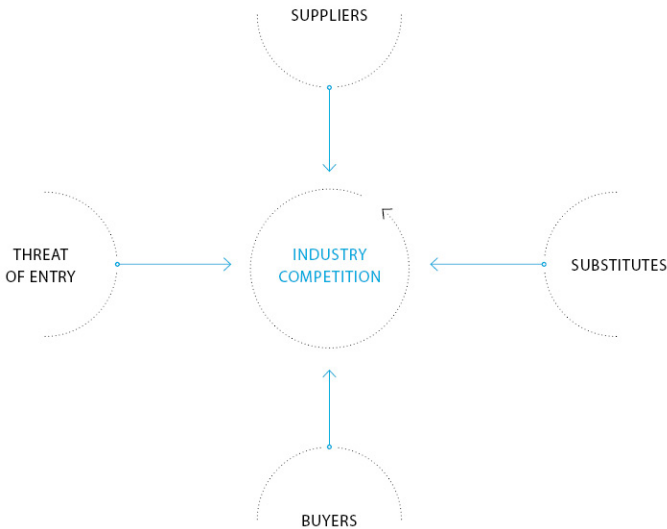 SUPPLIERS
THREAT
OF ENTRY
INDUSTRY
COMPETITION
SUBSTITUTES
BUYERS